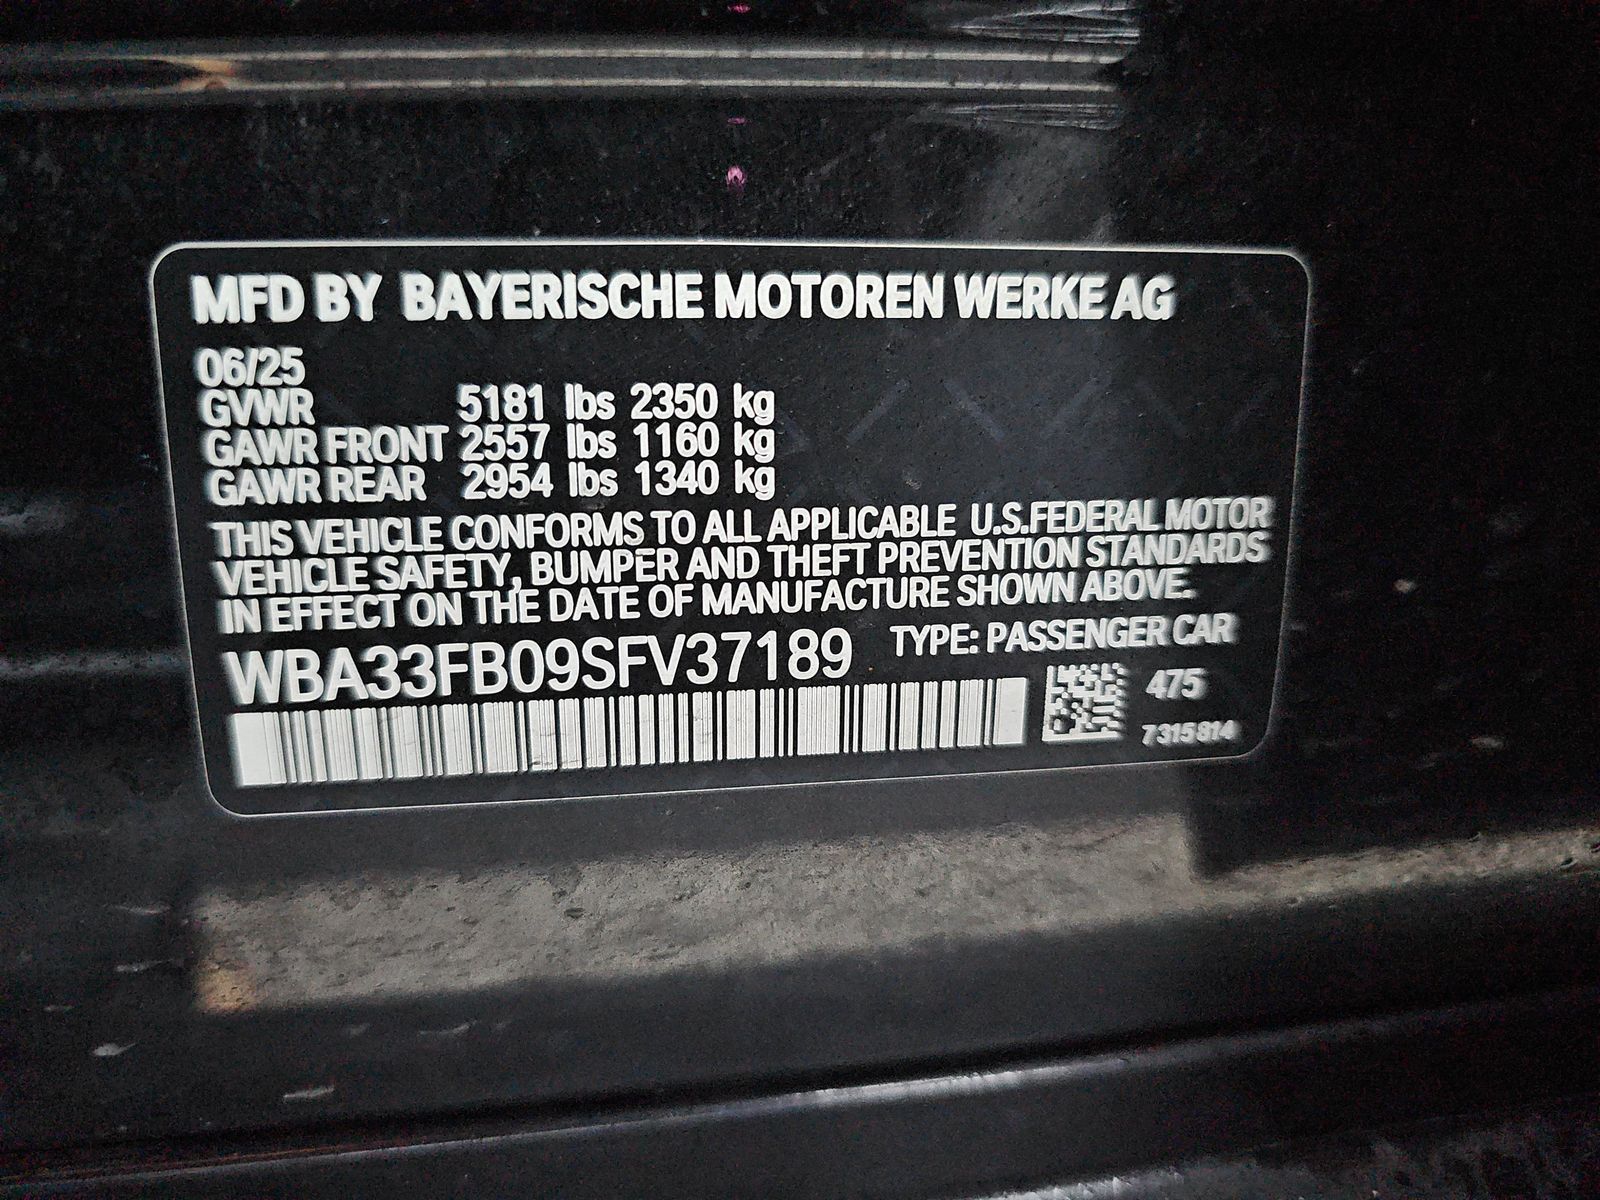 MFD BY BAYERISCHE MOTOREN WERKE AG
06/25
GVWR 5181 lbs 2350 kg
GAWR FRONT 2557 lbs 1160 kg
GAWR REAR 2954 lbs 1340 kg
THIS VEHICLE CONFORMS TO ALL APPLICABLE U.S.FEDERAL MOTOR
VEHICLE SAFETY, BUMPER AND THEFT PREVENTION STANDARDS
IN EFFECT ON THE DATE OF MANUFACTURE SHOWN ABOVE.
WBA33FB09SFV37189 TYPE: PASSENGER CAR
475
7315814